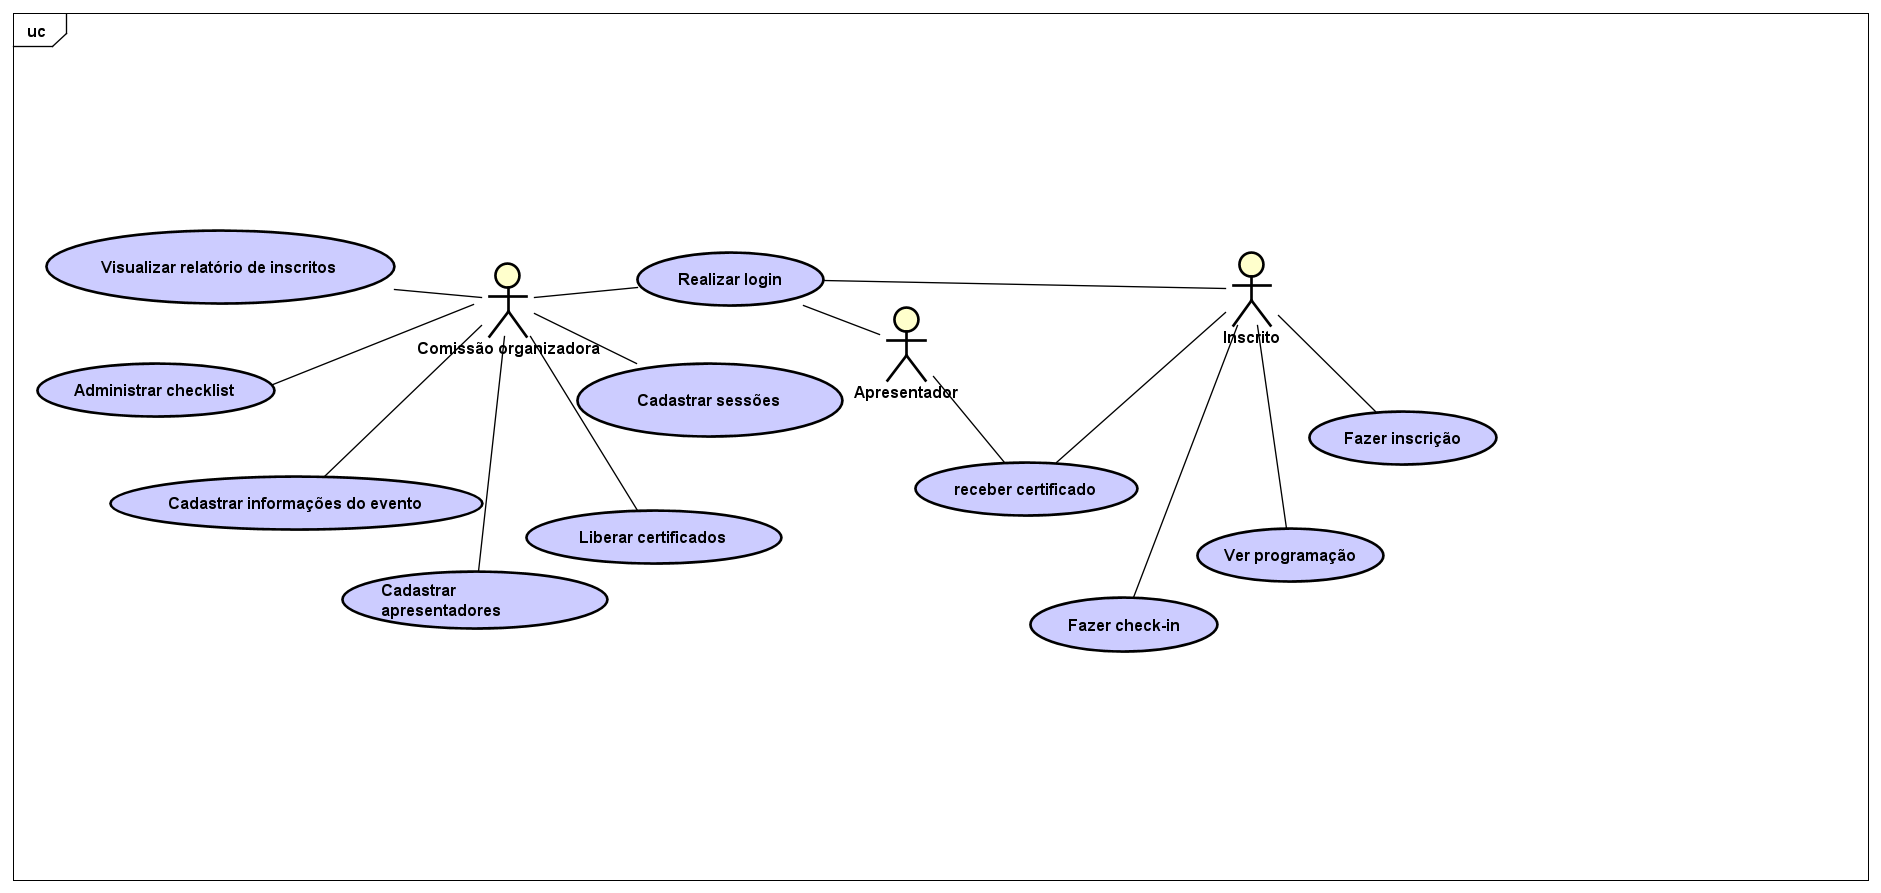 uc
Visualizar relatório de inscritos
Realizar login
Inscrito
Comissão organizadora
Administrar checklist
Apresentador
Cadastrar sessões
Fazer inscrição
receber certificado
Cadastrar informações do evento
Liberar certificados
Ver programação
Cadastrar
apresentadores
Fazer check-in